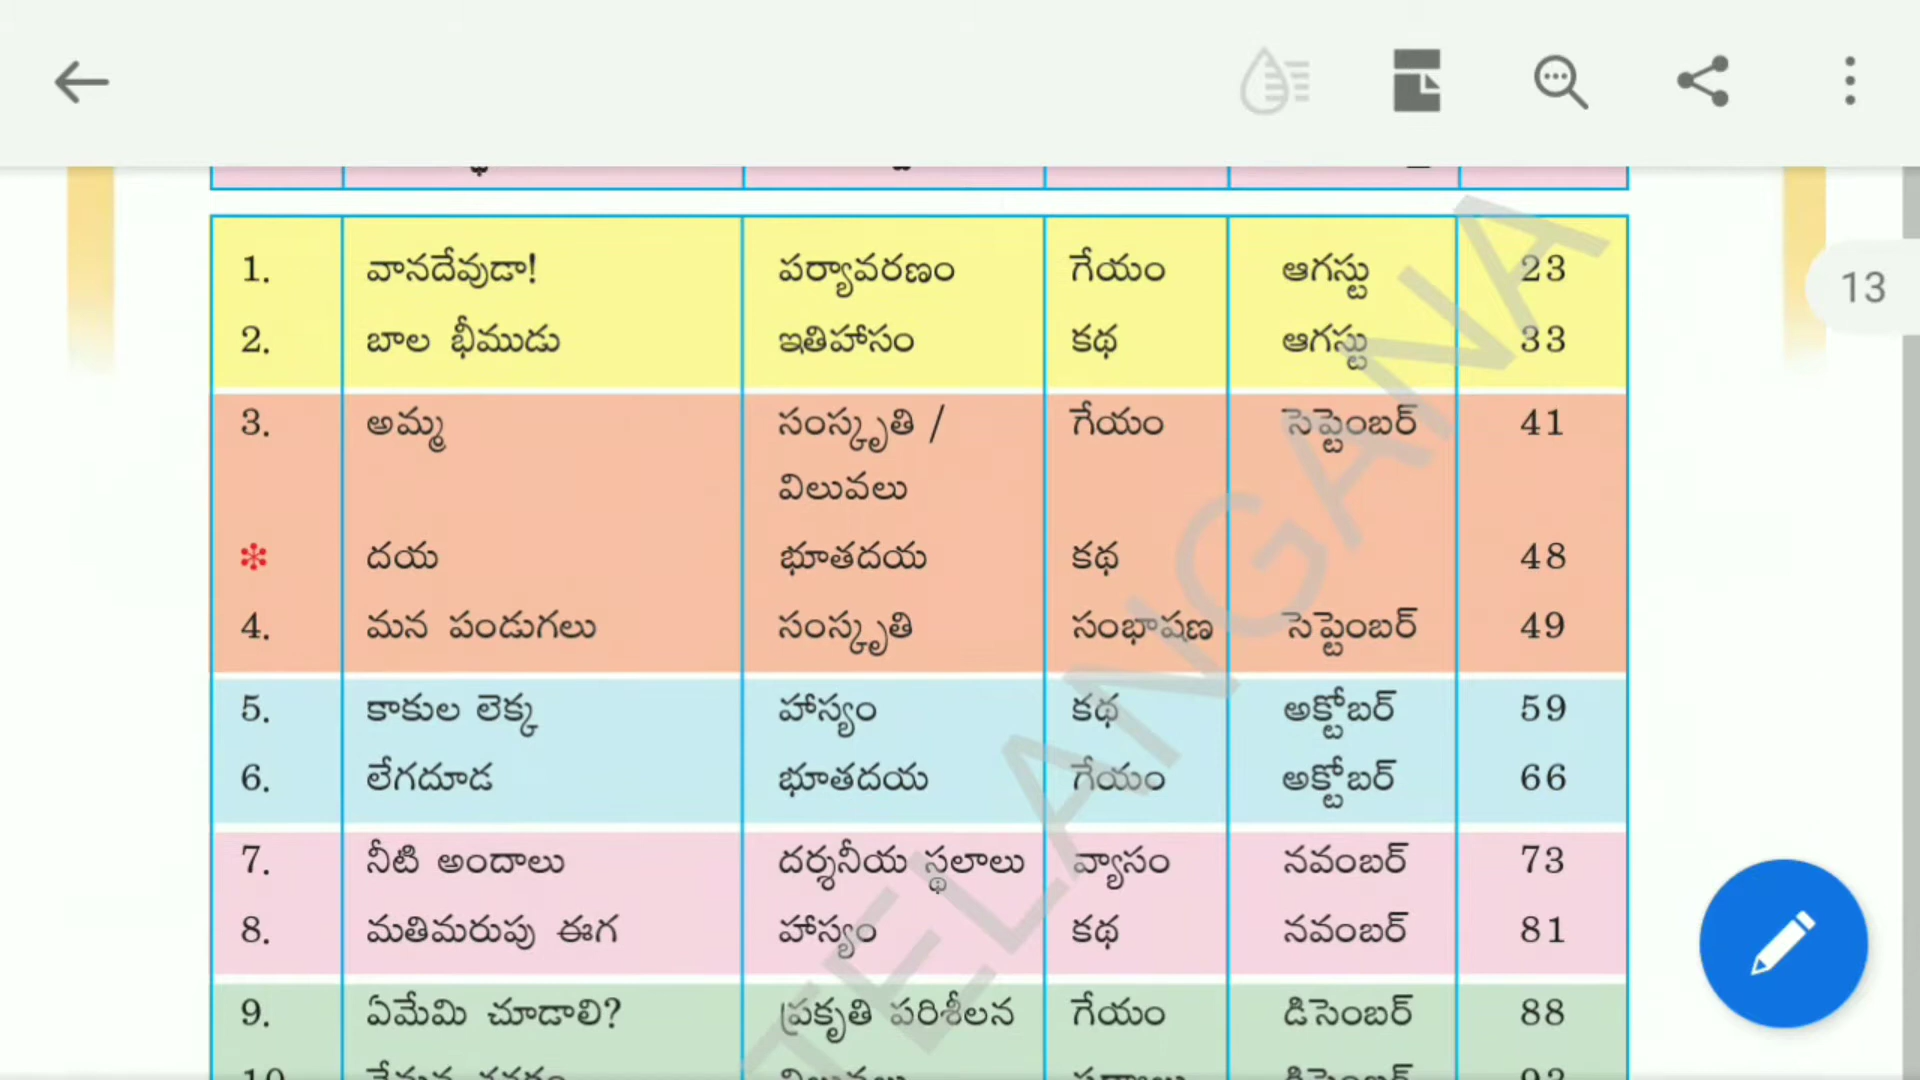 13
1. వానదేవుడా! పర్యావరణం గేయం ఆగస్టు 23
2. బాల భీముడు ఇతిహాసం కథ ఆగస్టు 33
3. అమ్మ సంస్కృతి / గేయం సెప్టెంబర్ 41
విలువలు
* దయ భూతదయ కథ 48
4. మన పండుగలు సంస్కృతి సంభాషణ సెప్టెంబర్ 49
5. కాకుల లెక్క హాస్యం కథ అక్టోబర్ 59
6. లేగదూడ భూతదయ గేయం అక్టోబర్ 66
7. నీటి అందాలు దర్శనీయ స్థలాలు వ్యాసం నవంబర్ 73
8. మతిమరుపు ఈగ హాస్యం కథ నవంబర్ 81
9. ఏమేమి చూడాలి? ప్రకృతి పరిశీలన గేయం డిసెంబర్ 88
TELANGANA